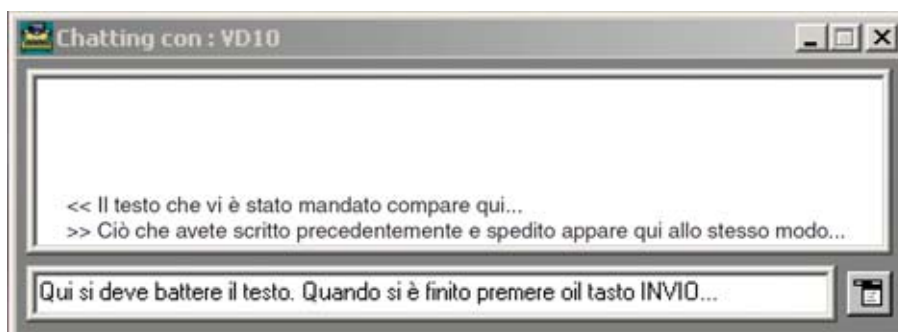 Chatting con : VD10
<< Il testo che vi è stato mandato compare qui...
>> Ciò che avete scritto precedentemente e spedito appare qui allo stesso modo...
Qui si deve battere il testo. Quando si è finito premere oil tasto INVIO...